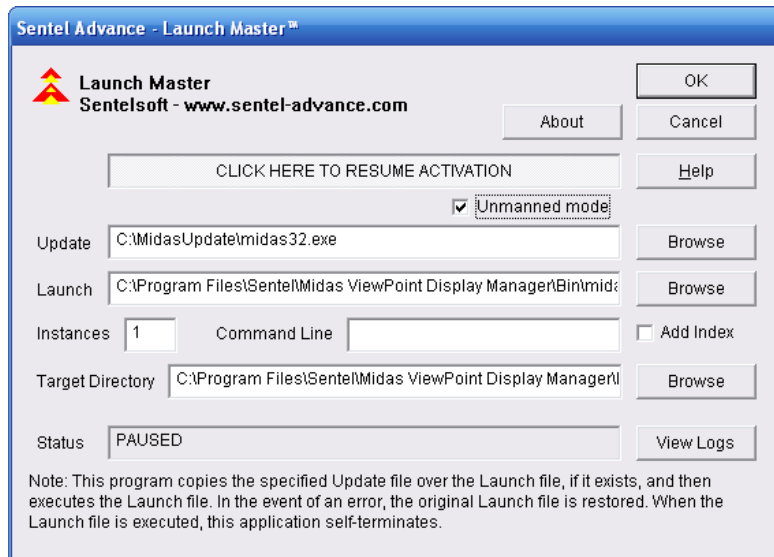 Sentel Advance - Launch Master™
Launch Master
Sentelsoft - www.sentel-advance.com
OK
About
Cancel
CLICK HERE TO RESUME ACTIVATION
Help
Unmanned mode
Update C:\MidasUpdate\midas32.exe Browse
Launch C:\Program Files\Sentel\Midas ViewPoint Display Manager\Bin\mida Browse
Instances 1 Command Line Add Index
Target Directory C:\Program Files\Sentel\Midas ViewPoint Display Manager\ Browse
Status PAUSED View Logs
Note: This program copies the specified Update file over the Launch file, if it exists, and then
executes the Launch file. In the event of an error, the original Launch file is restored. When the
Launch file is executed, this application self-terminates.